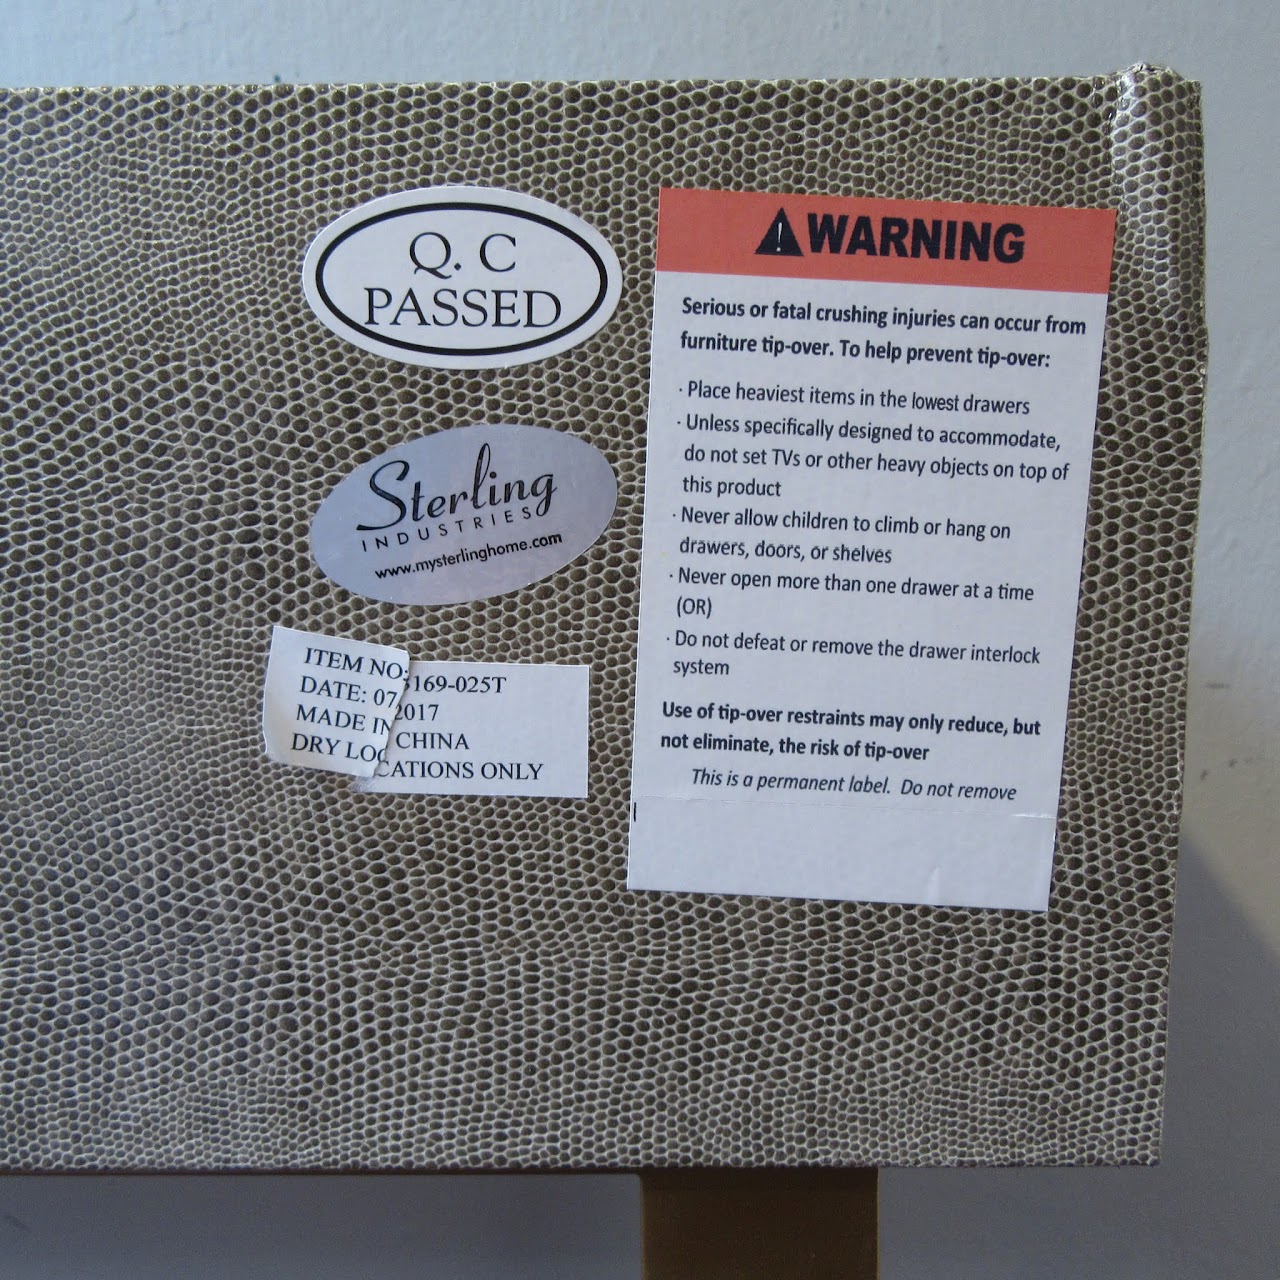 Q. C
PASSED
Sterling
INDUSTRIES
www.mysterlinghome.com
ITEM NO: 169-025T
DATE: 07 2017
MADE IN CHINA
DRY LOCATIONS ONLY
WARNING
Serious or fatal crushing injuries can occur from
furniture tip-over. To help prevent tip-over:
· Place heaviest items in the lowest drawers
· Unless specifically designed to accommodate,
do not set TVs or other heavy objects on top of
this product
· Never allow children to climb or hang on
drawers, doors, or shelves
· Never open more than one drawer at a time
(OR)
· Do not defeat or remove the drawer interlock
system
Use of tip-over restraints may only reduce, but
not eliminate, the risk of tip-over
This is a permanent label. Do not remove